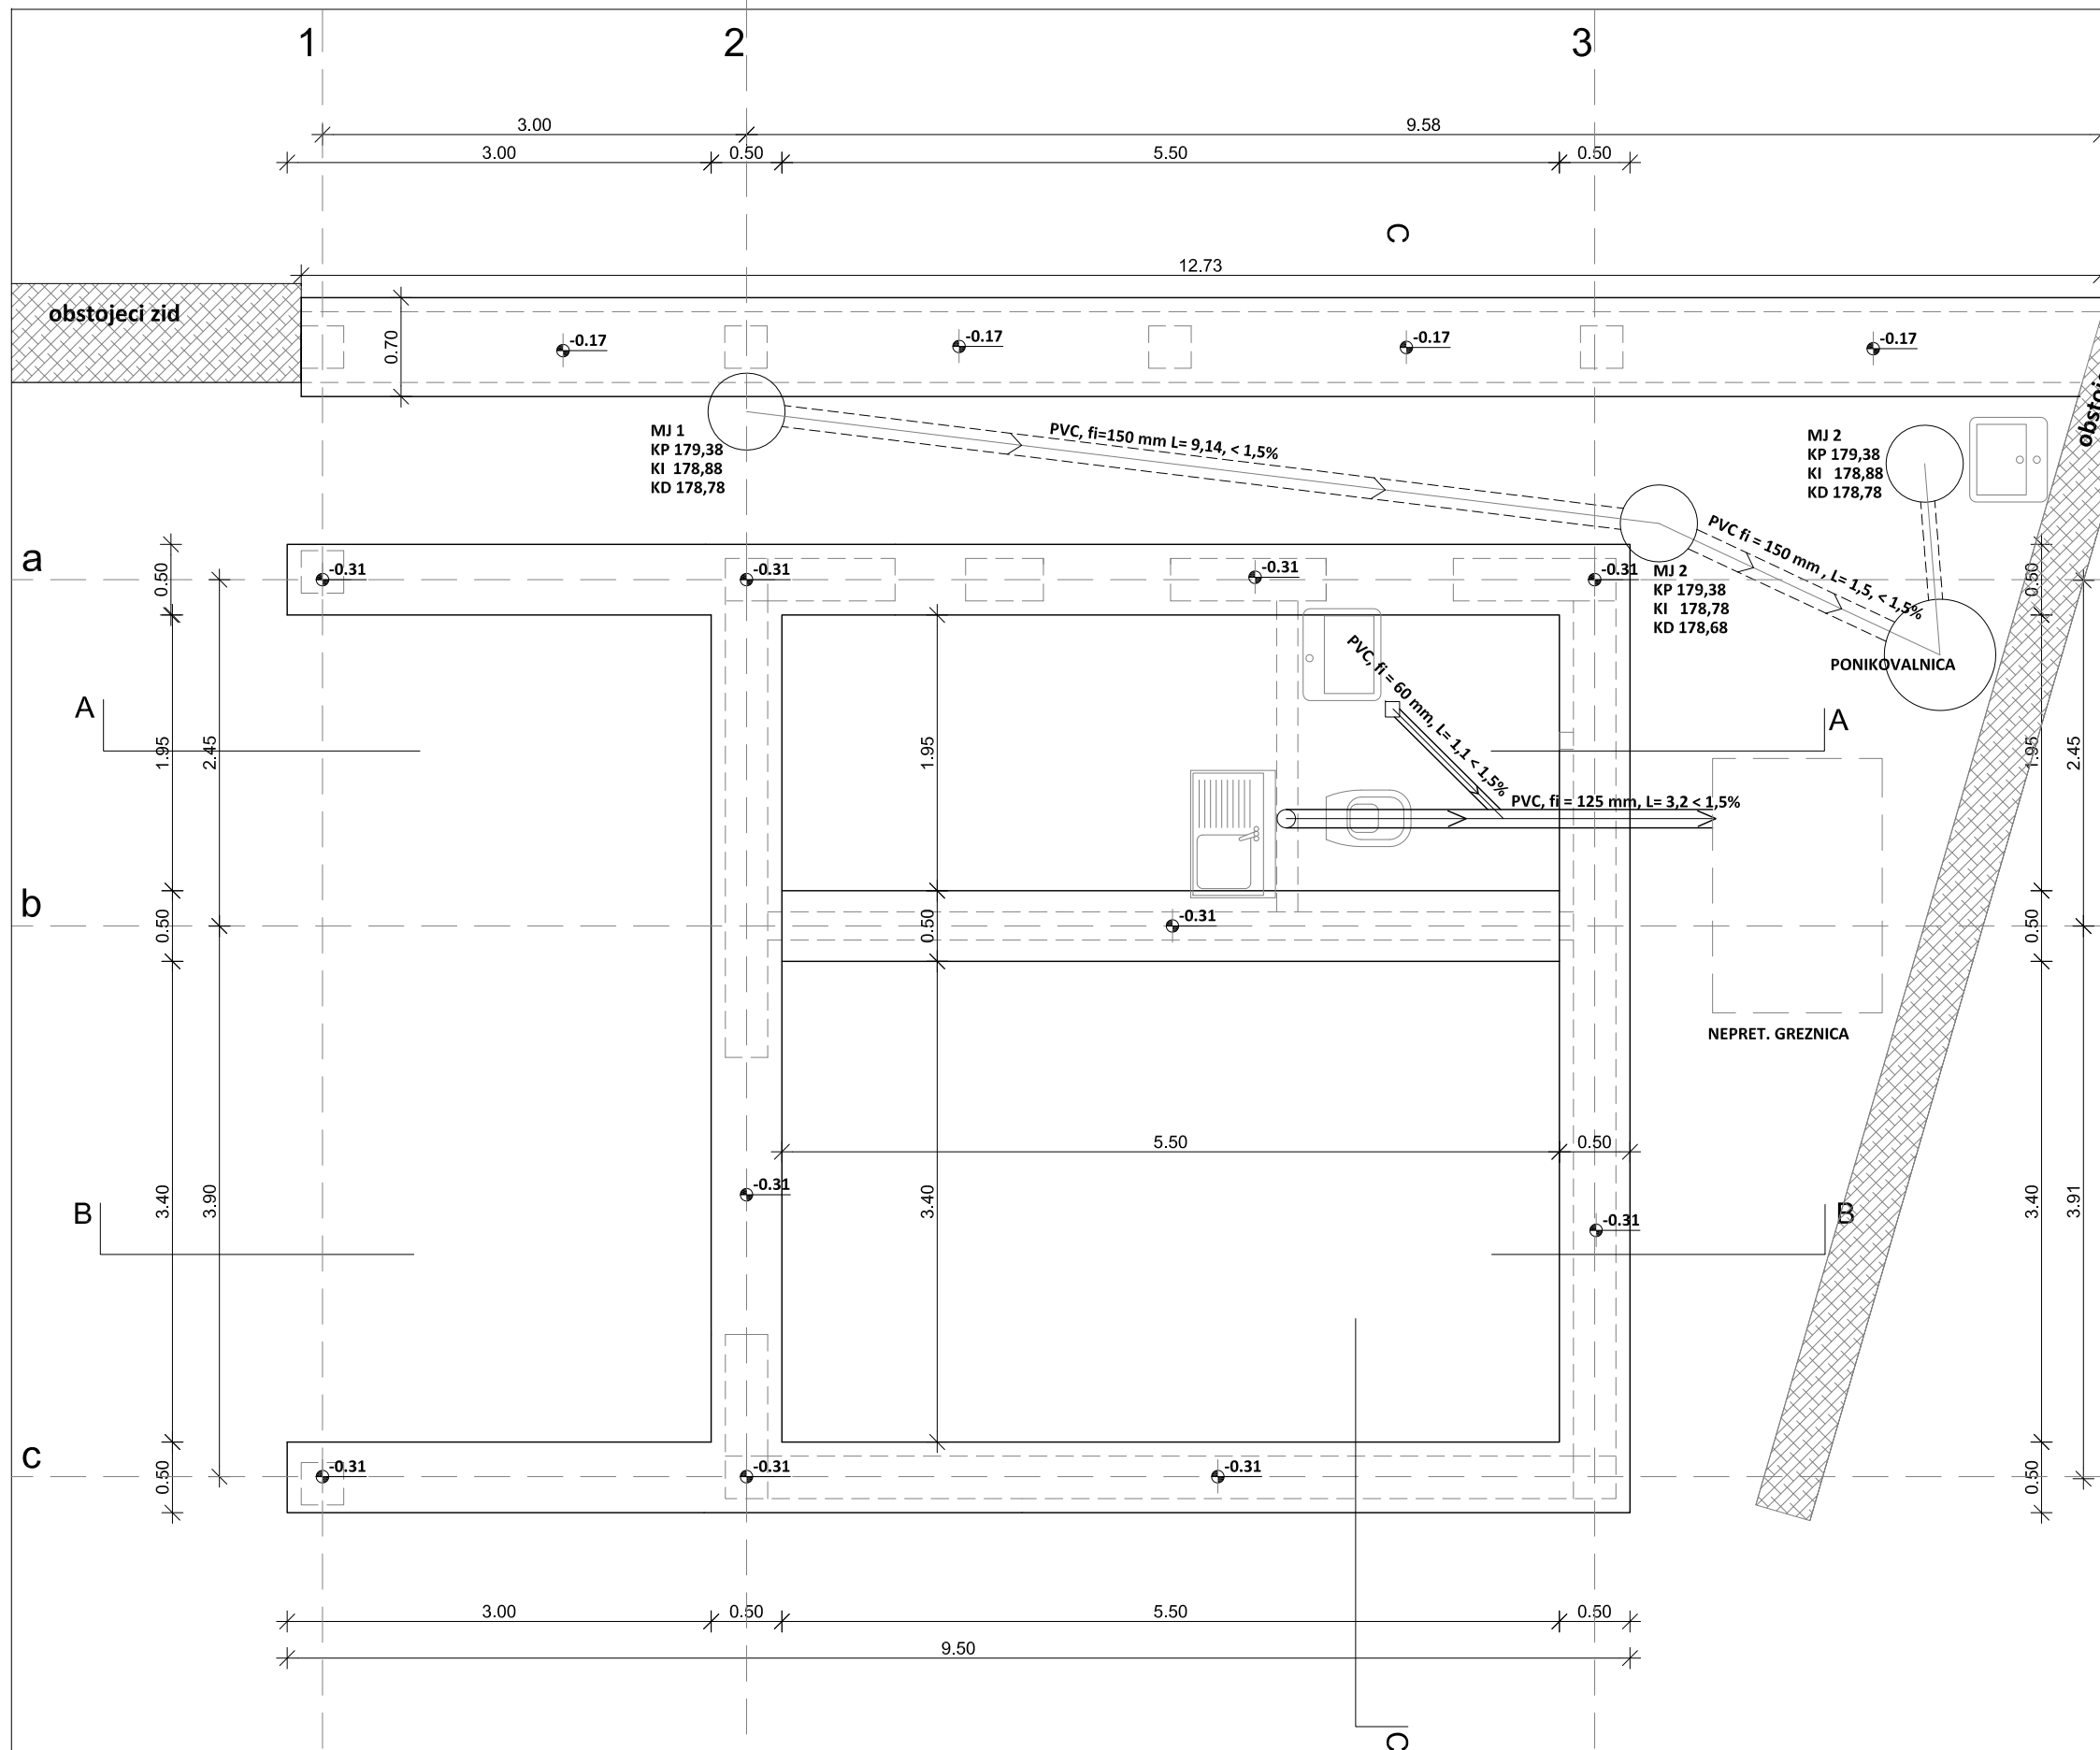 1
2
3
3.00
9.58
3.00
0.50
5.50
0.50
C
12.73
obstojeci zid
0.70
-0.17
-0.17
-0.17
-0.17
MJ 1
KP 179,38
KI 178,88
KD 178,78
PVC, fi=150 mm L= 9,14, < 1,5%
MJ 2
KP 179,38
KI 178,88
KD 178,78
PVC fi = 150 mm , L= 1,5, < 1,5%
a
0.50
-0.31
-0.31
-0.31
-0.31
MJ 2
KP 179,38
KI 178,78
KD 178,68
0.50
PONIKOVALNICA
A
1.95
2.45
1.95
PVC, fi = 60 mm, L= 1,1 < 1,5%
PVC, fi = 125 mm, L= 3,2 < 1,5%
A
1.95
2.45
b
0.50
0.50
-0.31
0.50
NEPRET. GREZNICA
5.50
0.50
B
3.40
3.90
-0.31
3.40
-0.31
B
3.40
3.91
c
0.50
-0.31
-0.31
-0.31
0.50
3.00
0.50
5.50
0.50
9.50
C